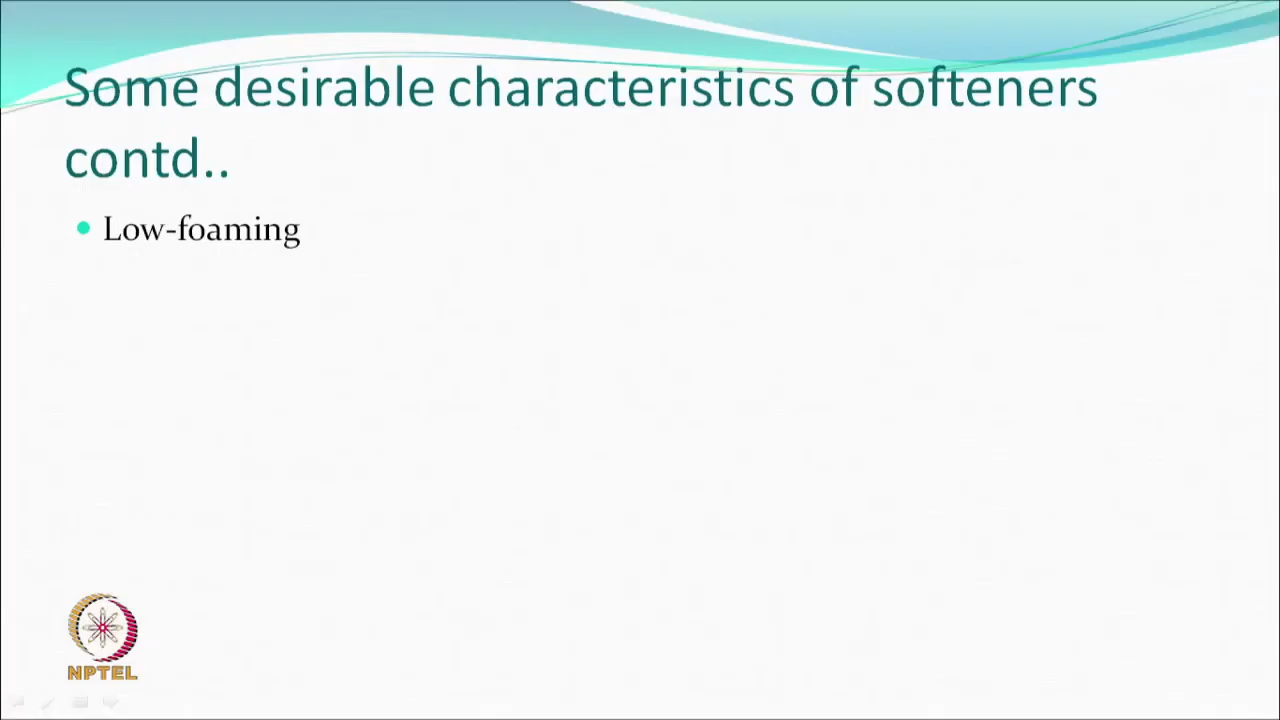 Some desirable characteristics of softeners
contd..
Low-foaming
NPTEL